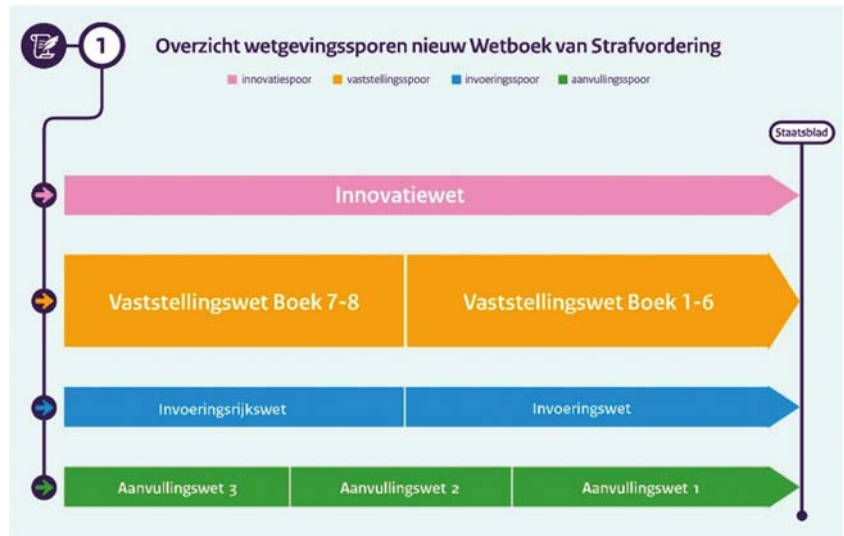 1
Overzicht wetgevingssporen nieuw Wetboek van Strafvordering
innovatiespoor vaststellingsspoor invoeringsspoor aanvullingsspoor
Staatsblad
Innovatiewet
Vaststellingswet Boek 7-8 Vaststellingswet Boek 1-6
Invoeringsrijkswet Invoeringswet
Aanvullingswet 3 Aanvullingswet 2 Aanvullingswet 1